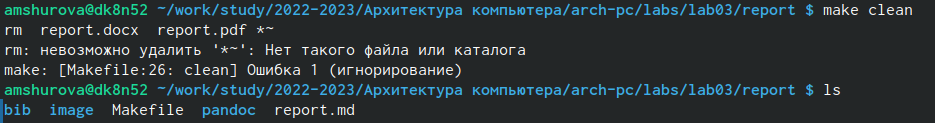 amshurova@dk8n52 ~/work/study/2022-2023/Архитектура компьютера/arch-pc/labs/lab03/report $ make clean
rm  report.docx  report.pdf *~
rm: невозможно удалить '*~': Нет такого файла или каталога
make: [Makefile:26: clean] Ошибка 1 (игнорирование)
amshurova@dk8n52 ~/work/study/2022-2023/Архитектура компьютера/arch-pc/labs/lab03/report $ ls
bib  image  Makefile  pandoc  report.md